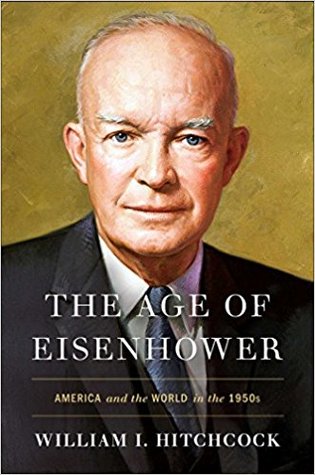 THE AGE OF
EISENHOWER
AMERICA and the WORLD in the 1950s
WILLIAM I. HITCHCOCK